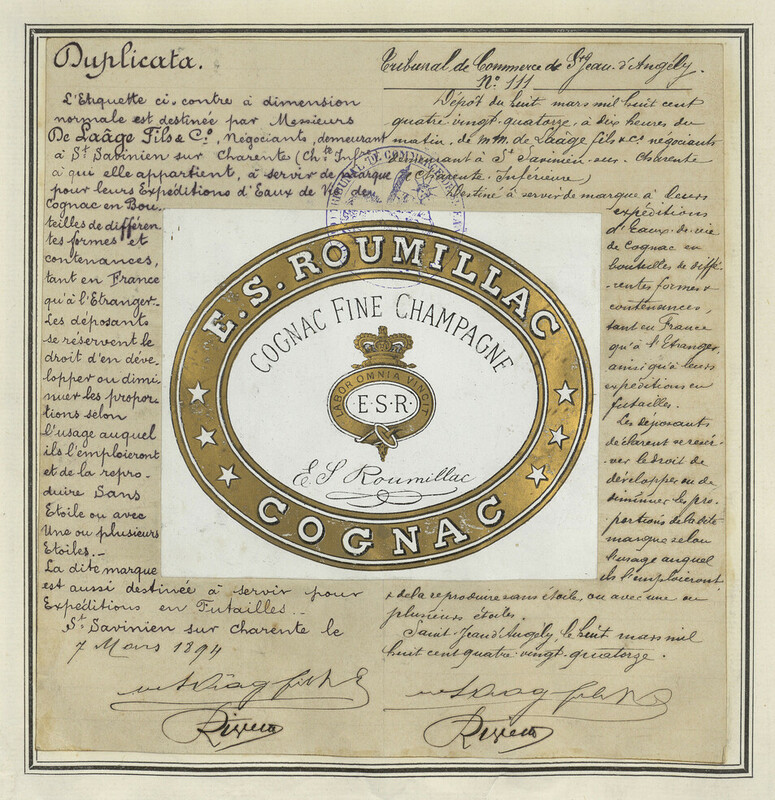 Duplicata.
L'Etiquette ci-contre à dimension
normale est destinée par Messieurs
De Laâge Fils & Cº, Négociants, demeurant
à St Savinien sur Charente (Chte Infre
à qui elle appartient, à servir de marque
pour leurs Expéditions d'Eaux de Vie de
Cognac en Bou-
teilles de différen
tes formes et
contenances,
tant en France
qu'à l'Etranger-
Les déposants
se réservent le
droit d'en déve-
lopper ou dimi
nuer les propor-
tions selon
l'usage auquel
ils l'emploieront
et de la repro-
duire Sans
Etoile ou avec
Une ou plusieurs
Etoiles.-
La dite marque
est aussi destinée à servir pour
Expéditions en Futailles..
St Savinien sur Charente le
7 Mars 1894
Tribunal de Commerce de St Jean-d'Angély.
Nº 111
Dépôt du huit mars mil huit cent
quatre vingt-quatorze, à dix heures du
matin, de mm. de Laâge fils & Cº négociants
demeurant à St Savinien-sur-Charente
(Charente-Inférieure)
Destiné à servir de marque à leurs
expéditions
d'Eaux-de-vie
de Cognac en
bouteilles de diffé-
rentes formes &
contenances,
tant en France
qu'à l'Etranger,
ainsi qu'à leurs
expéditions en
futailles.
Les déposants
déclarent se réser-
ver le droit de
développer ou de
diminuer les pro-
portions de la dite
marque selon
l'usage auquel
ils l'emploieront
& de la reproduire sans étoiles, ou avec une ou
plusieurs étoiles.
Saint-Jean d'Angély, le huit mars mil
huit cent quatre vingt-quatorze.
E.S. ROUMILLAC
COGNAC FINE CHAMPAGNE
LABOR OMNIA VINCIT
E·S·R·
E. S Roumillac
COGNAC